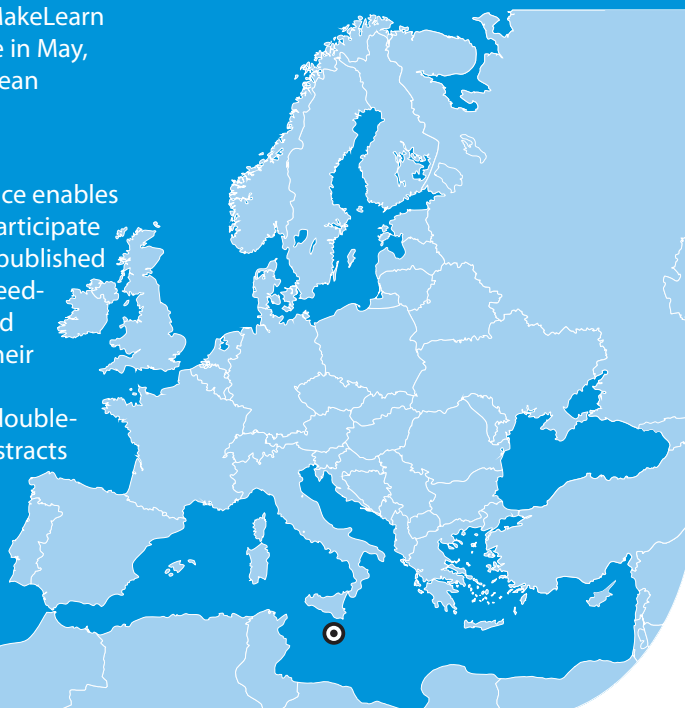 MakeLearn
e in May,
ean
ce enables
articipate
published
eed-
d
heir
double-
stracts